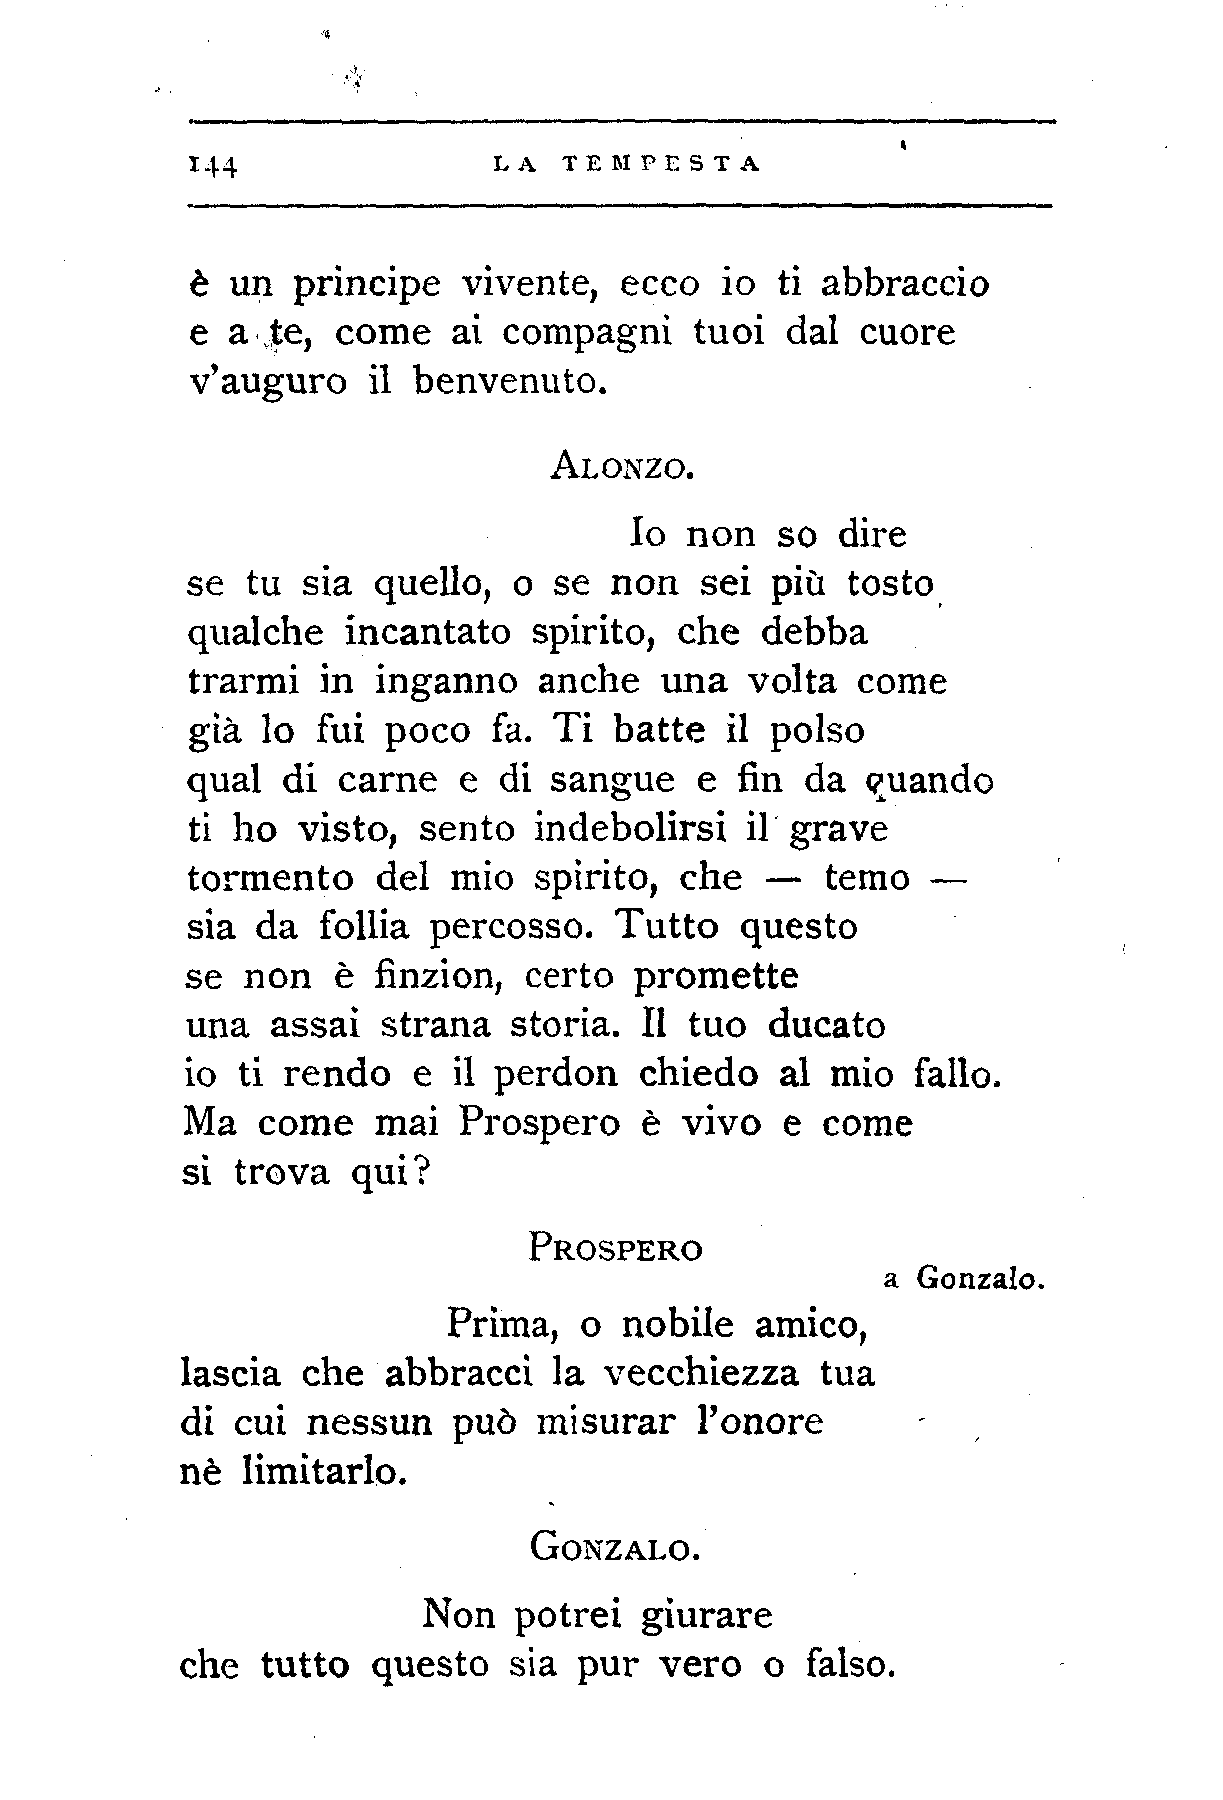 144 LA TEMPESTA
è un principe vivente, ecco io ti abbraccio
e a te, come ai compagni tuoi dal cuore
v'auguro il benvenuto.
ALONZO.
Io non so dire
se tu sia quello, o se non sei più tosto
qualche incantato spirito, che debba
trarmi in inganno anche una volta come
già lo fui poco fa. Ti batte il polso
qual di carne e di sangue e fin da quando
ti ho visto, sento indebolirsi il grave
tormento del mio spirito, che — temo —
sia da follia percosso. Tutto questo
se non è finzion, certo promette
una assai strana storia. Il tuo ducato
io ti rendo e il perdon chiedo al mio fallo.
Ma come mai Prospero è vivo e come
si trova qui?
PROSPERO
a Gonzalo.
Prima, o nobile amico,
lascia che abbracci la vecchiezza tua
di cui nessun può misurar l'onore
nè limitarlo.
GONZALO.
Non potrei giurare
che tutto questo sia pur vero o falso.